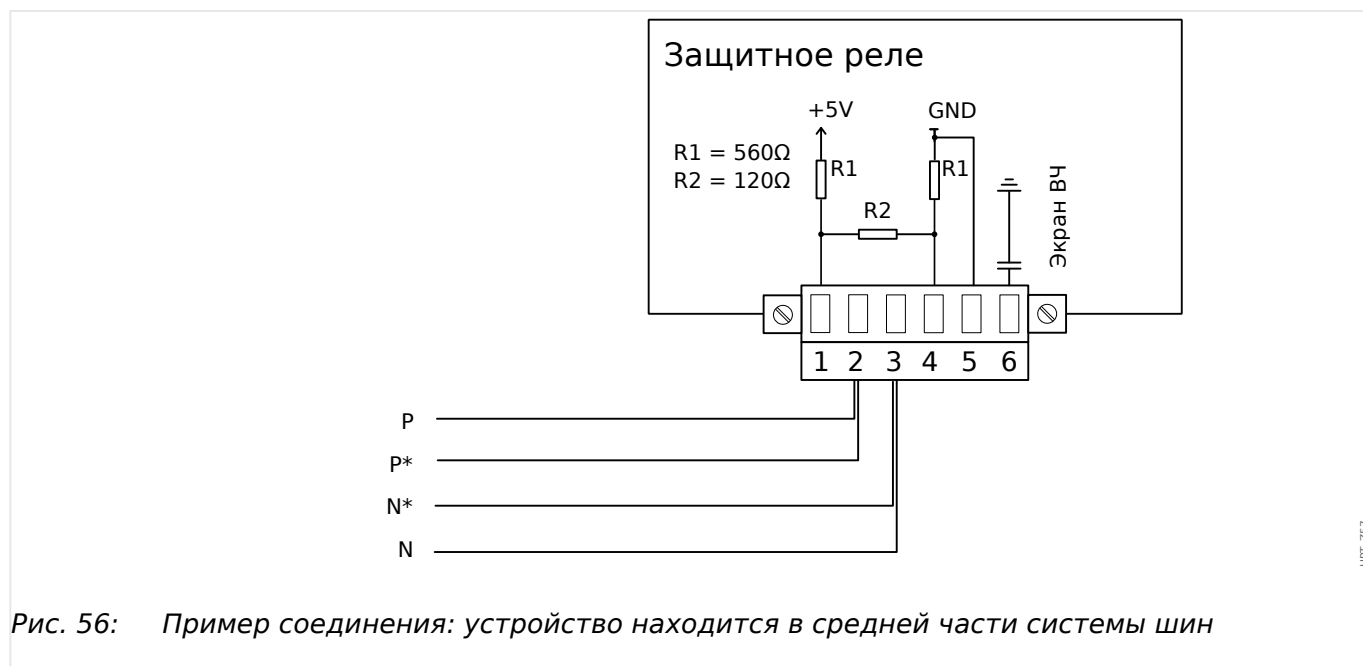 Защитное реле
+5V
GND
R1 = 560Ω
R2 = 120Ω
R1
R1
R2
Экран ВЧ
1 2 3 4 5 6
P
P*
N*
N
Рис. 56: Пример соединения: устройство находится в средней части системы шин